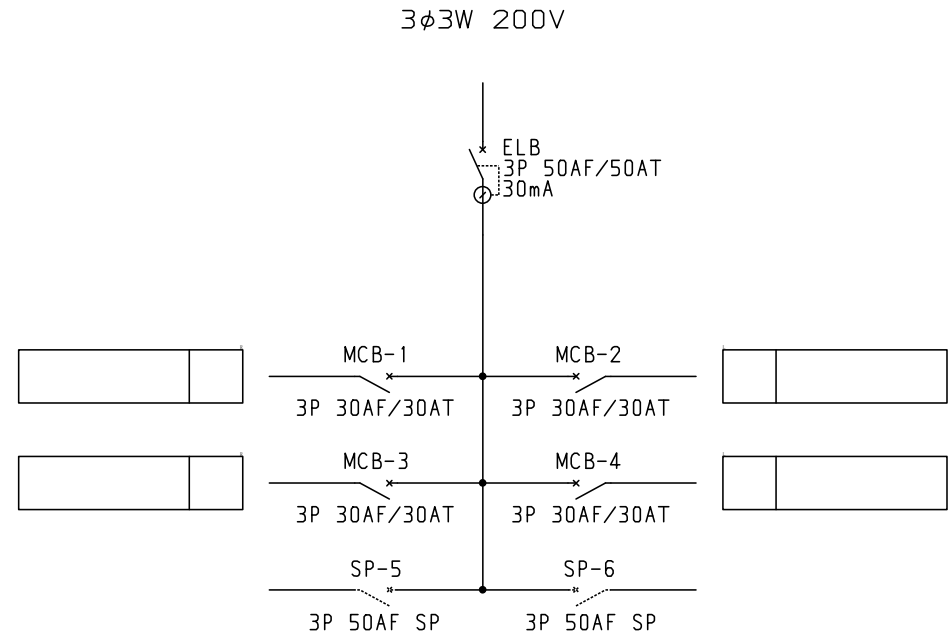 3φ3W 200V
ELB
3P 50AF/50AT
30mA
MCB-1 MCB-2
3P 30AF/30AT 3P 30AF/30AT
MCB-3 MCB-4
3P 30AF/30AT 3P 30AF/30AT
SP-5 SP-6
3P 50AF SP 3P 50AF SP